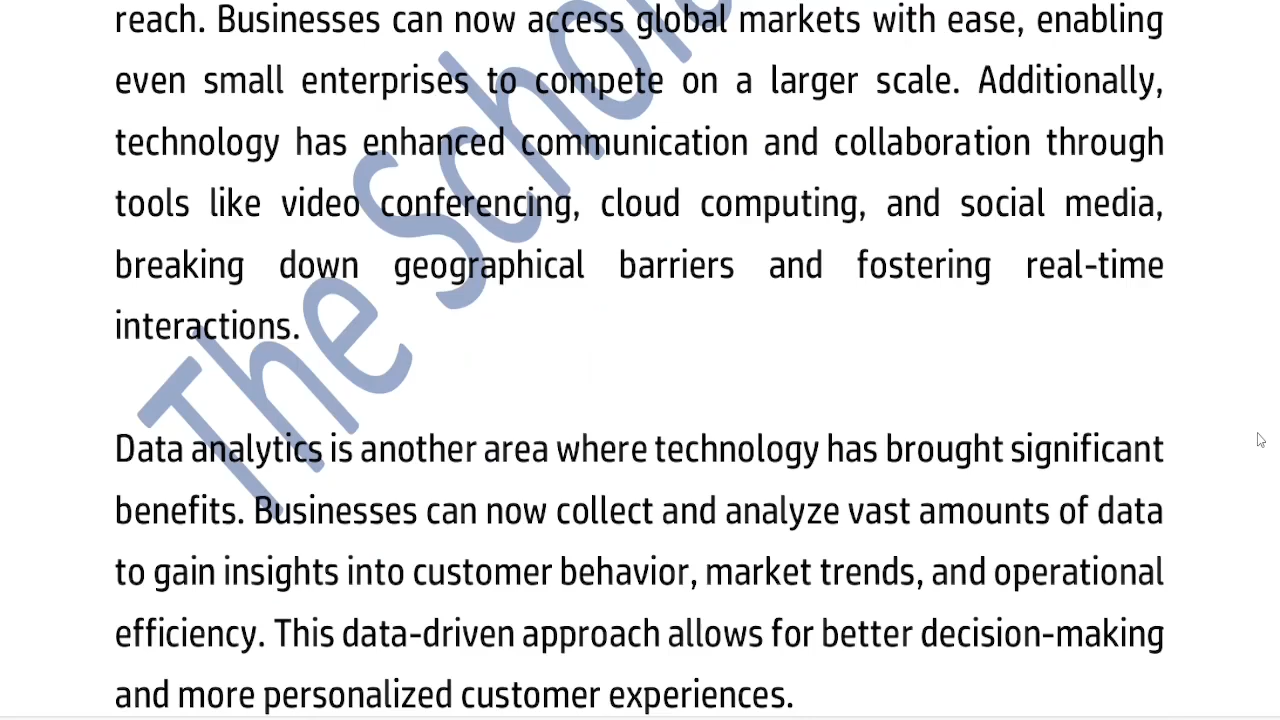 reach. Businesses can now access global markets with ease, enabling
even small enterprises to compete on a larger scale. Additionally,
technology has enhanced communication and collaboration through
tools like video conferencing, cloud computing, and social media,
breaking down geographical barriers and fostering real-time
interactions.
Data analytics is another area where technology has brought significant
benefits. Businesses can now collect and analyze vast amounts of data
to gain insights into customer behavior, market trends, and operational
efficiency. This data-driven approach allows for better decision-making
and more personalized customer experiences.
The